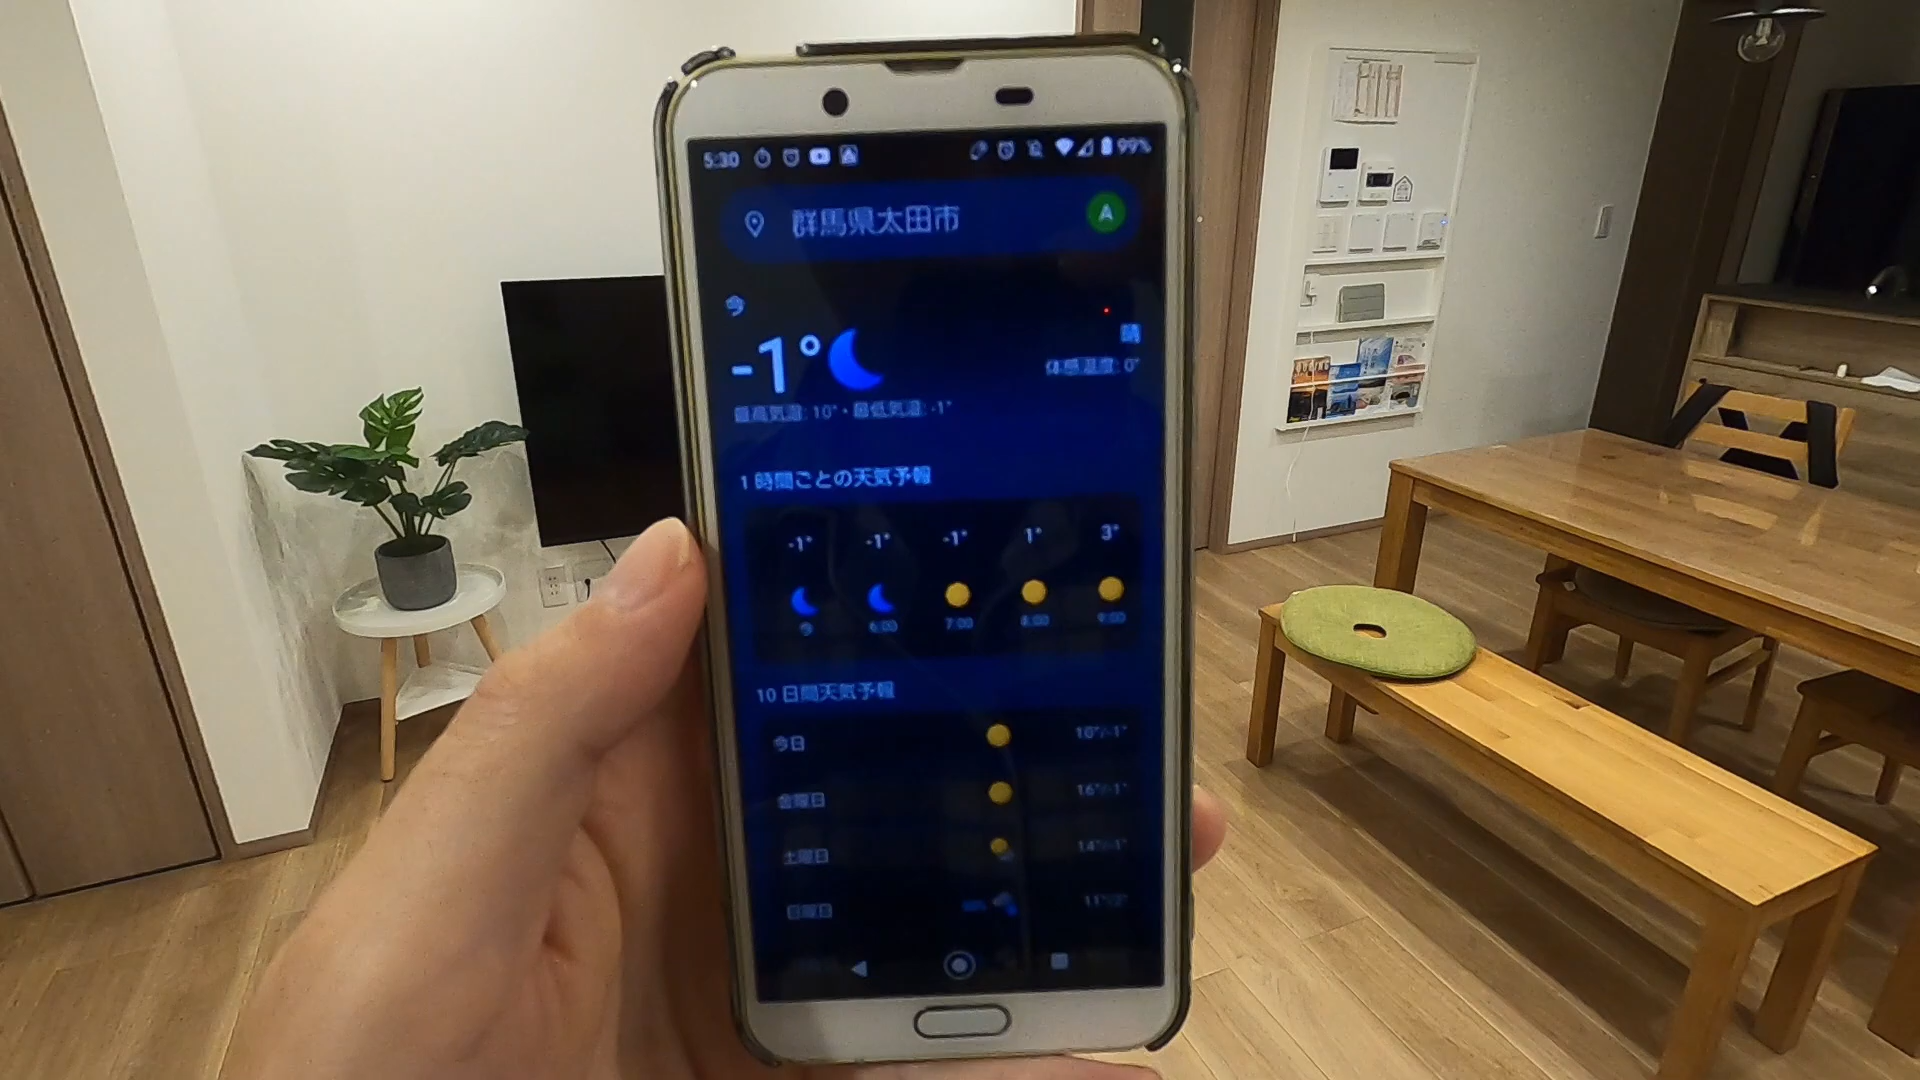 5:30 99%
群馬県太田市 A
今
-1°
晴
体感温度: 0°
最高気温: 10°・最低気温: -1°
1 時間ごとの天気予報
-1° -1° -1° 1° 3°
今 6:00 7:00 8:00 9:00
10 日間天気予報
今日 10°/-1°
金曜日 16°/-1°
土曜日 14°/-1°
日曜日 11°/2°